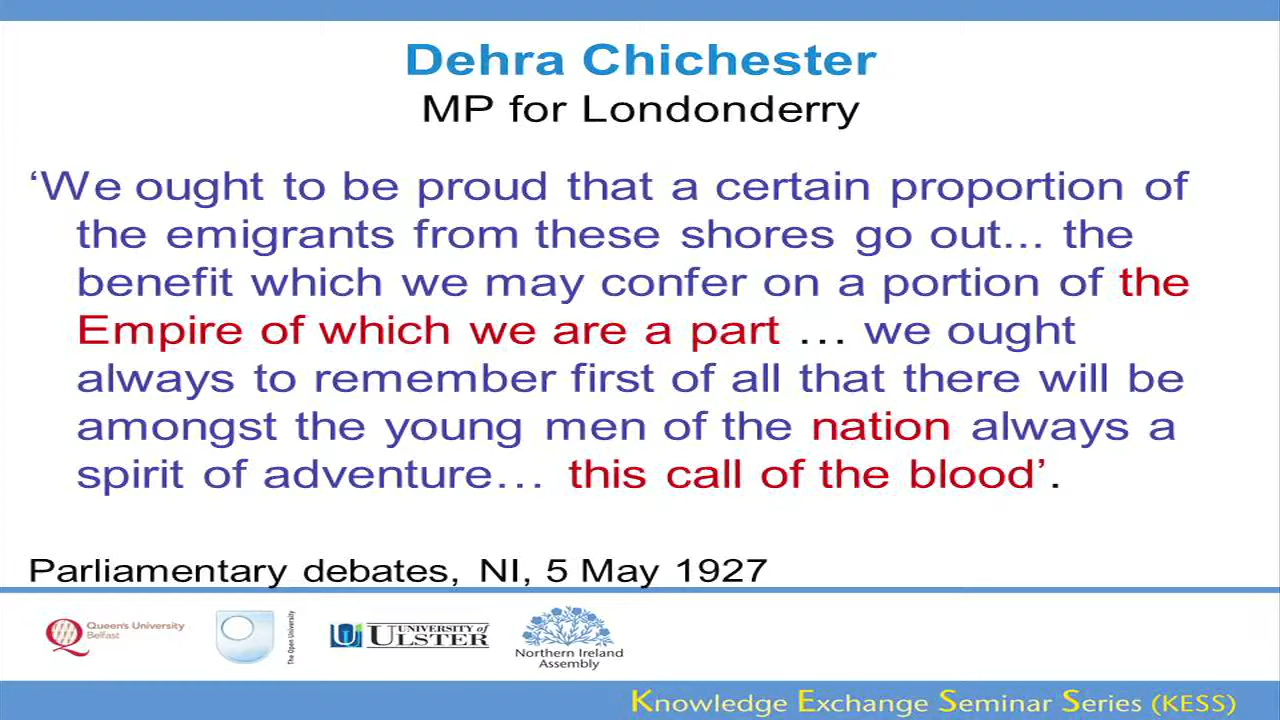 Dehra Chichester
MP for Londonderry
‘We ought to be proud that a certain proportion of
the emigrants from these shores go out... the
benefit which we may confer on a portion of the
Empire of which we are a part … we ought
always to remember first of all that there will be
amongst the young men of the nation always a
spirit of adventure… this call of the blood’.
Parliamentary debates, NI, 5 May 1927
Queen's University
Belfast
The Open University
UNIVERSITY of
ULSTER
Northern Ireland
Assembly
Knowledge Exchange Seminar Series (KESS)